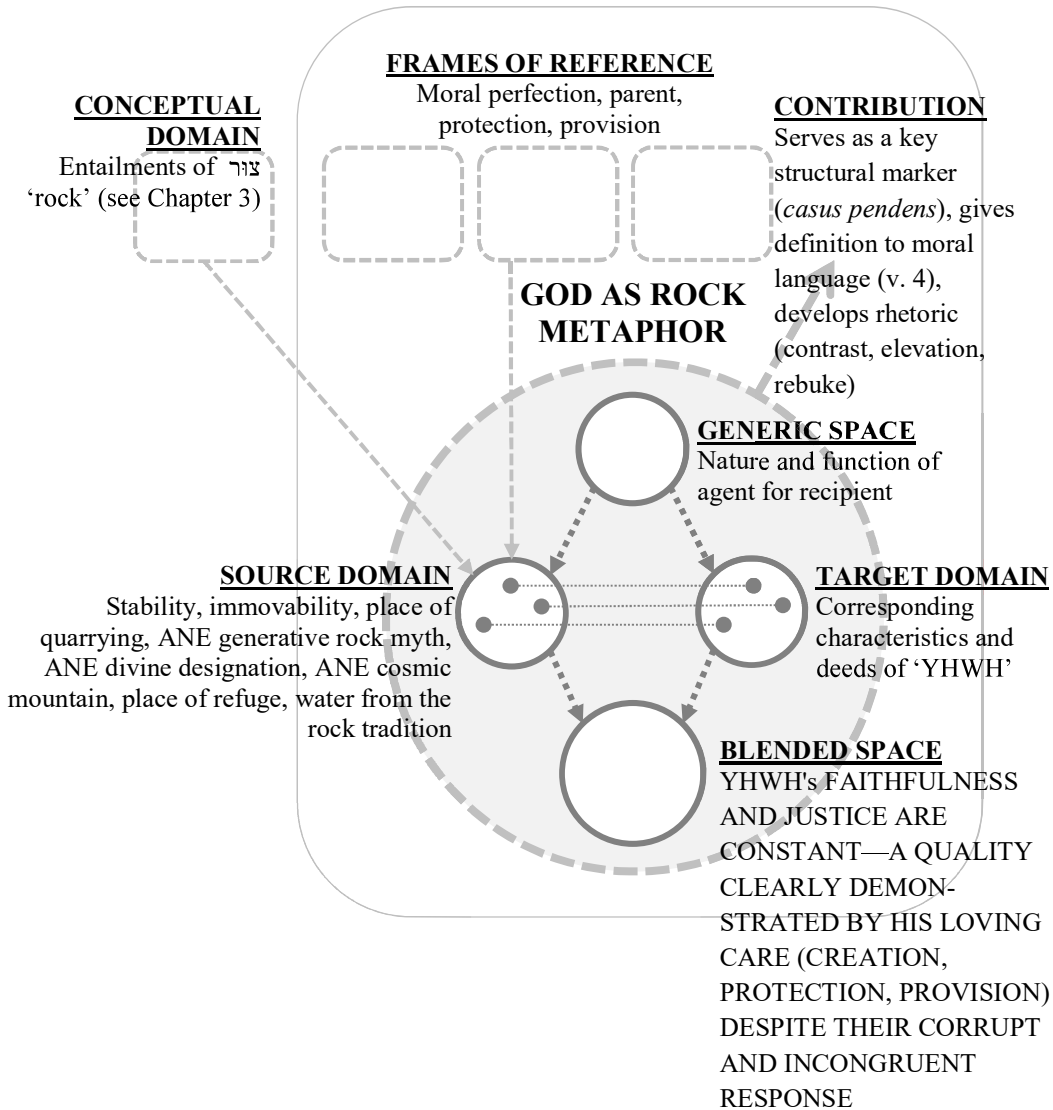 FRAMES OF REFERENCE
Moral perfection, parent,
protection, provision
CONCEPTUAL
DOMAIN
Entailments of צוּר
‘rock’ (see Chapter 3)
CONTRIBUTION
Serves as a key
structural marker
(casus pendens), gives
definition to moral
language (v. 4),
develops rhetoric
(contrast, elevation,
rebuke)
GOD AS ROCK
METAPHOR
GENERIC SPACE
Nature and function of
agent for recipient
SOURCE DOMAIN
Stability, immovability, place of
quarrying, ANE generative rock myth,
ANE divine designation, ANE cosmic
mountain, place of refuge, water from the
rock tradition
TARGET DOMAIN
Corresponding
characteristics and
deeds of ‘YHWH’
BLENDED SPACE
YHWH's FAITHFULNESS
AND JUSTICE ARE
CONSTANT—A QUALITY
CLEARLY DEMON-
STRATED BY HIS LOVING
CARE (CREATION,
PROTECTION, PROVISION)
DESPITE THEIR CORRUPT
AND INCONGRUENT
RESPONSE